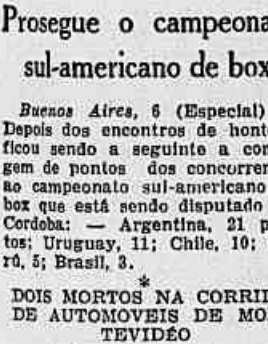 Prosegue o campeona
sul-americano de box
Buenos Aires, 6 (Especial)
Depois dos encontros de hont
ficou sendo a seguinte a con
gem de pontos dos concorren
ao campeonato sul-americano
box que está sendo disputado
Cordoba: — Argentina, 21 p
tos; Uruguay, 11; Chile, 10;
rú, 5; Brasil, 3.
*
DOIS MORTOS NA CORRID
DE AUTOMOVEIS DE MO
TEVIDÉO